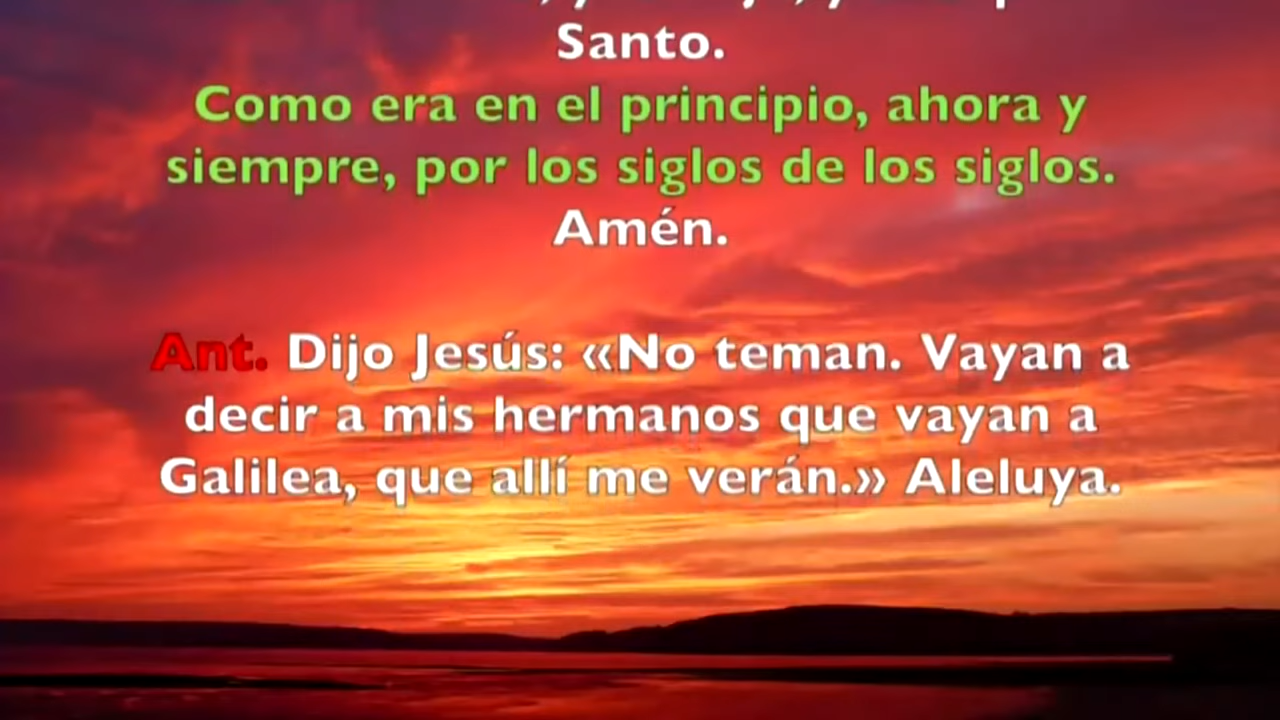 Santo.
Como era en el principio, ahora y
siempre, por los siglos de los siglos.
Amén.
Ant. Dijo Jesús: «No teman. Vayan a
decir a mis hermanos que vayan a
Galilea, que allí me verán.» Aleluya.